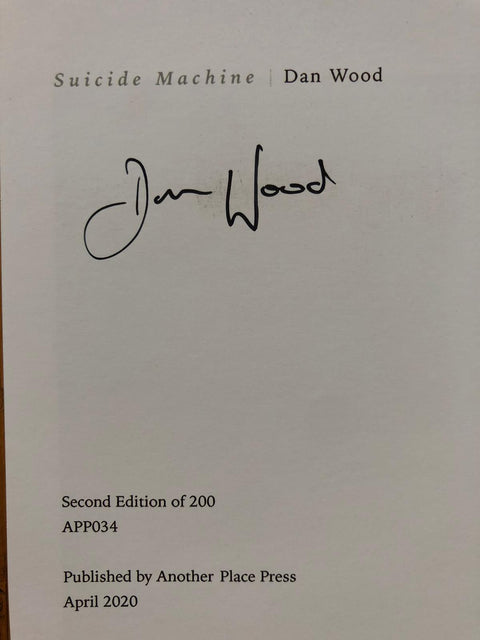 Suicide Machine | Dan Wood
Dan Wood
Second Edition of 200
APP034
Published by Another Place Press
April 2020